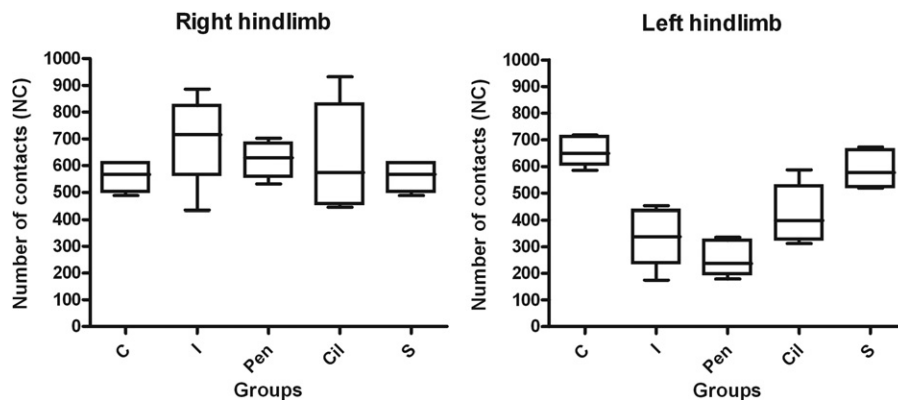 Right hindlimb
Number of contacts (NC)
1000
900
800
700
600
500
400
300
200
100
0
C
I
Pen
Cil
S
Groups
Left hindlimb
Number of contacts (NC)
1000
900
800
700
600
500
400
300
200
100
0
C
I
Pen
Cil
S
Groups